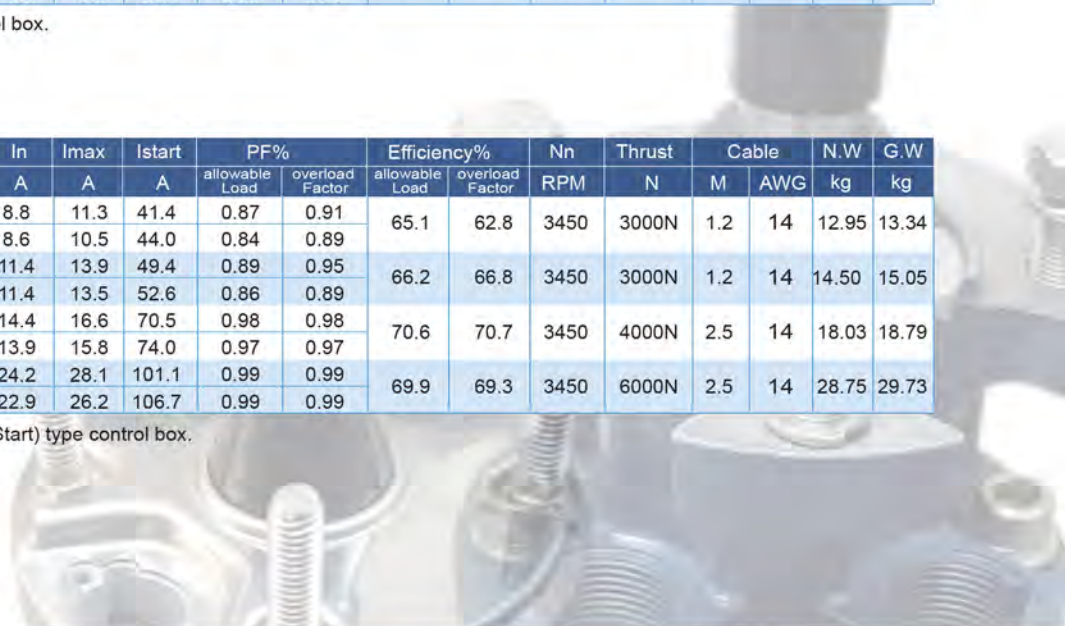 l box.
In Imax Istart PF% Efficiency% Nn Thrust Cable N.W G.W
A A A allowable Load overload Factor allowable Load overload Factor RPM N M AWG kg kg
8.8 11.3 41.4 0.87 0.91 65.1 62.8 3450 3000N 1.2 14 12.95 13.34
8.6 10.5 44.0 0.84 0.89
11.4 13.9 49.4 0.89 0.95 66.2 66.8 3450 3000N 1.2 14 14.50 15.05
11.4 13.5 52.6 0.86 0.89
14.4 16.6 70.5 0.98 0.98 70.6 70.7 3450 4000N 2.5 14 18.03 18.79
13.9 15.8 74.0 0.97 0.97
24.2 28.1 101.1 0.99 0.99 69.9 69.3 3450 6000N 2.5 14 28.75 29.73
22.9 26.2 106.7 0.99 0.99
Start) type control box.